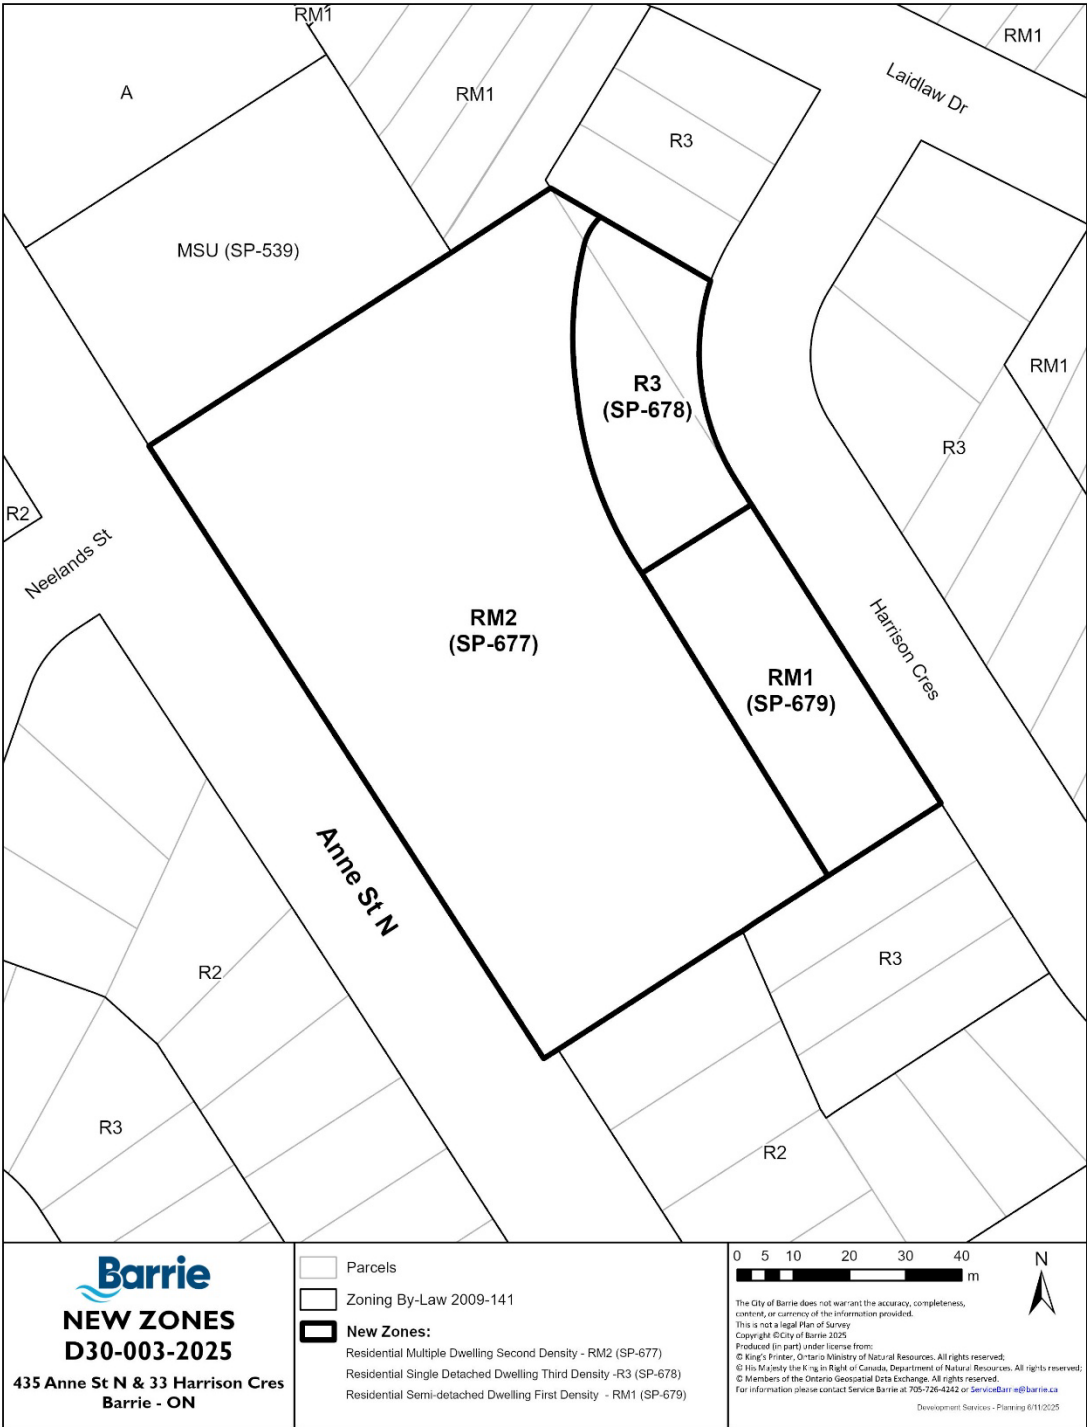 RM1
RM1
A
RM1
Laidlaw Dr
R3
MSU (SP-539)
RM1
R3
(SP-678)
R3
R2
Neelands St
RM2
(SP-677)
Harrison Cres
RM1
(SP-679)
Anne St N
R3
R2
R3
R2
Barrie
NEW ZONES
D30-003-2025
435 Anne St N & 33 Harrison Cres
Barrie - ON
Parcels
Zoning By-Law 2009-141
New Zones:
Residential Multiple Dwelling Second Density - RM2 (SP-677)
Residential Single Detached Dwelling Third Density -R3 (SP-678)
Residential Semi-detached Dwelling First Density - RM1 (SP-679)
0 5 10 20 30 40
m
N
The City of Barrie does not warrant the accuracy, completeness,
content, or currency of the information provided.
This is not a legal Plan of Survey
Copyright ©City of Barrie 2025
Produced (in part) under license from:
© King's Printer, Ontario Ministry of Natural Resources. All rights reserved;
© His Majesty the King in Right of Canada, Department of Natural Resources. All rights reserved;
© Members of the Ontario Geospatial Data Exchange. All rights reserved.
For information please contact Service Barrie at 705-726-4242 or ServiceBarrie@barrie.ca
Development Services - Planning 6/11/2025